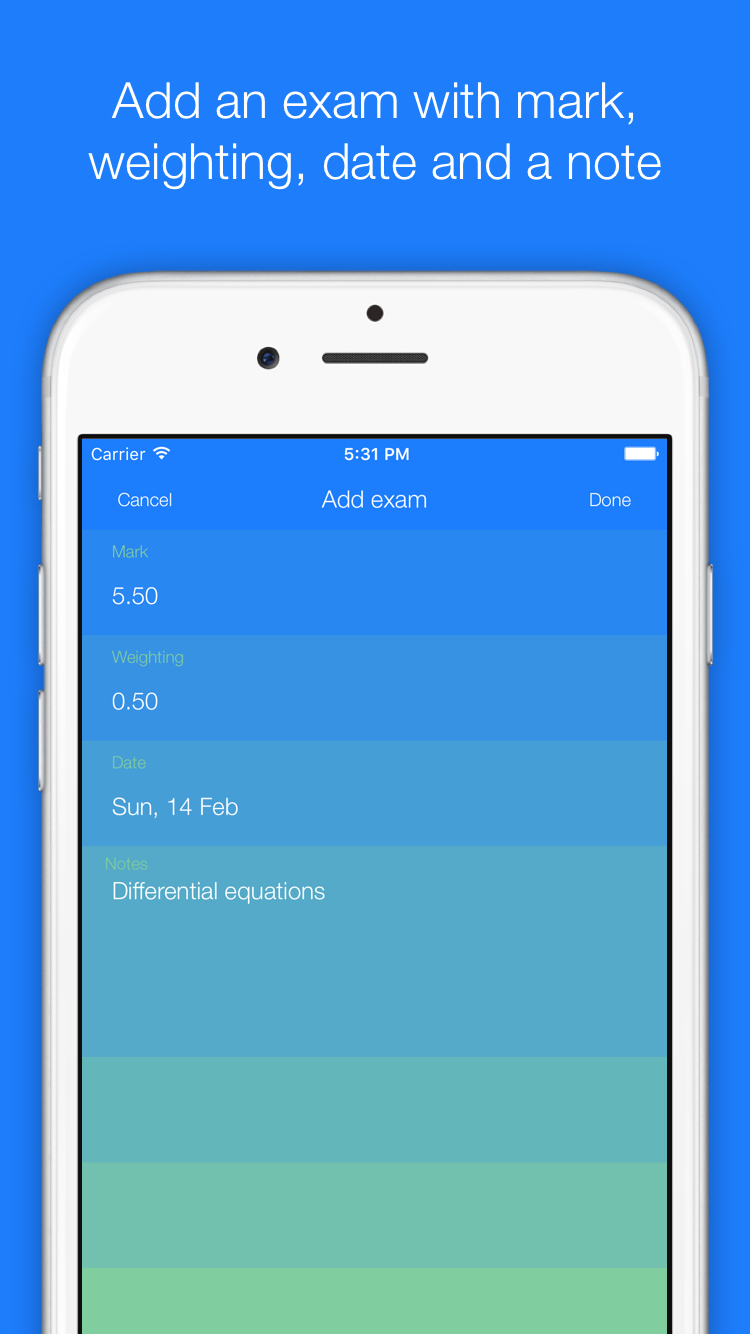 Add an exam with mark,
weighting, date and a note
Carrier 5:31 PM
Cancel Add exam Done
Mark
5.50
Weighting
0.50
Date
Sun, 14 Feb
Notes
Differential equations